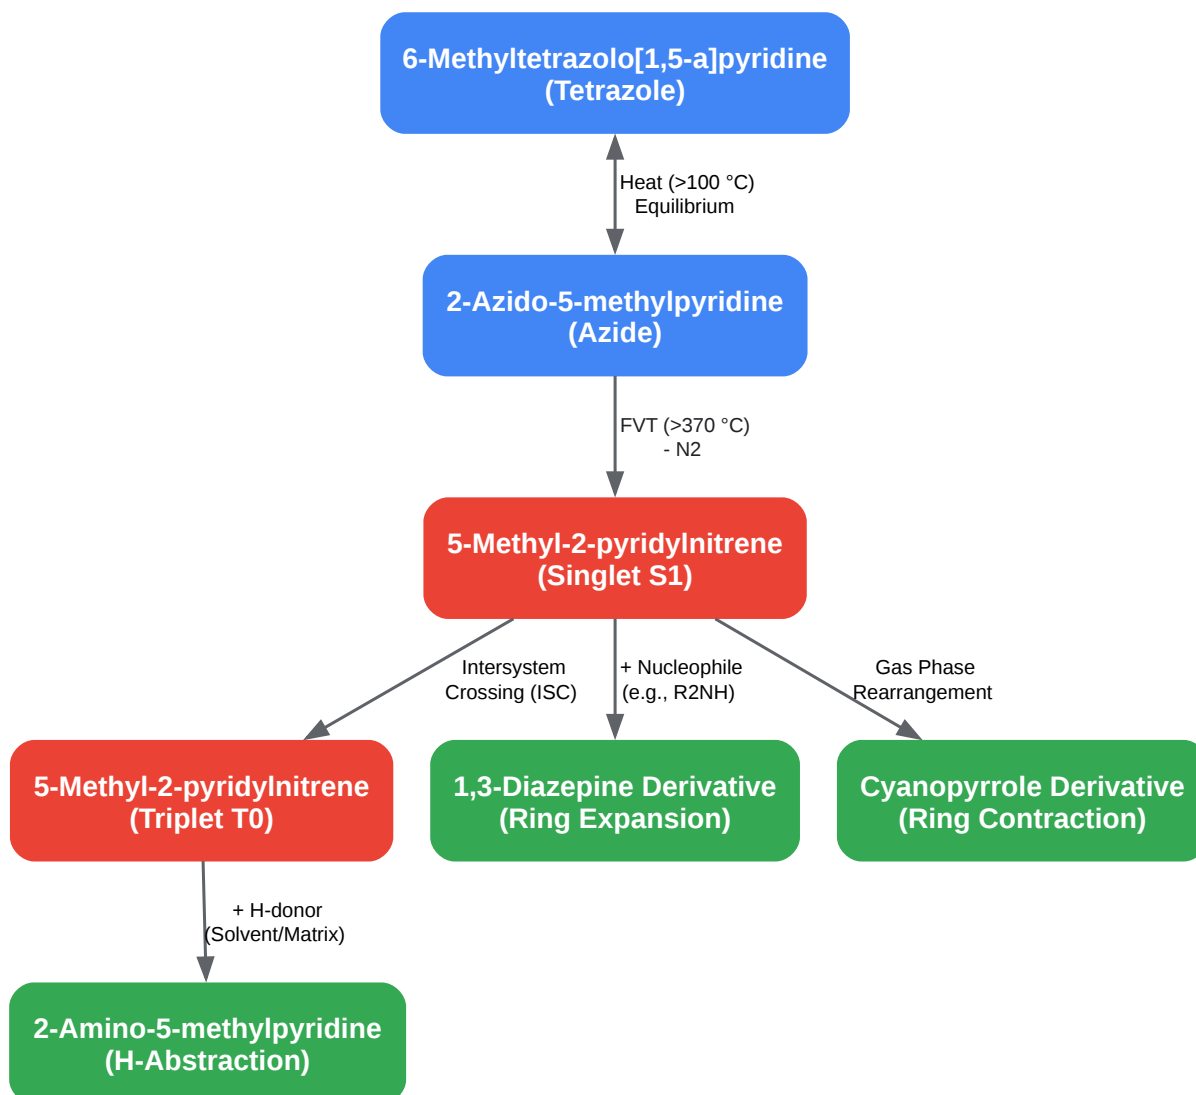 6-Methyltetrazolo[1,5-a]pyridine
(Tetrazole)
Heat (>100 °C)
Equilibrium
2-Azido-5-methylpyridine
(Azide)
FVT (>370 °C)
- N2
5-Methyl-2-pyridylnitrene
(Singlet S1)
Intersystem
Crossing (ISC)
+ Nucleophile
(e.g., R2NH)
Gas Phase
Rearrangement
5-Methyl-2-pyridylnitrene
(Triplet T0)
1,3-Diazepine Derivative
(Ring Expansion)
Cyanopyrrole Derivative
(Ring Contraction)
+ H-donor
(Solvent/Matrix)
2-Amino-5-methylpyridine
(H-Abstraction)